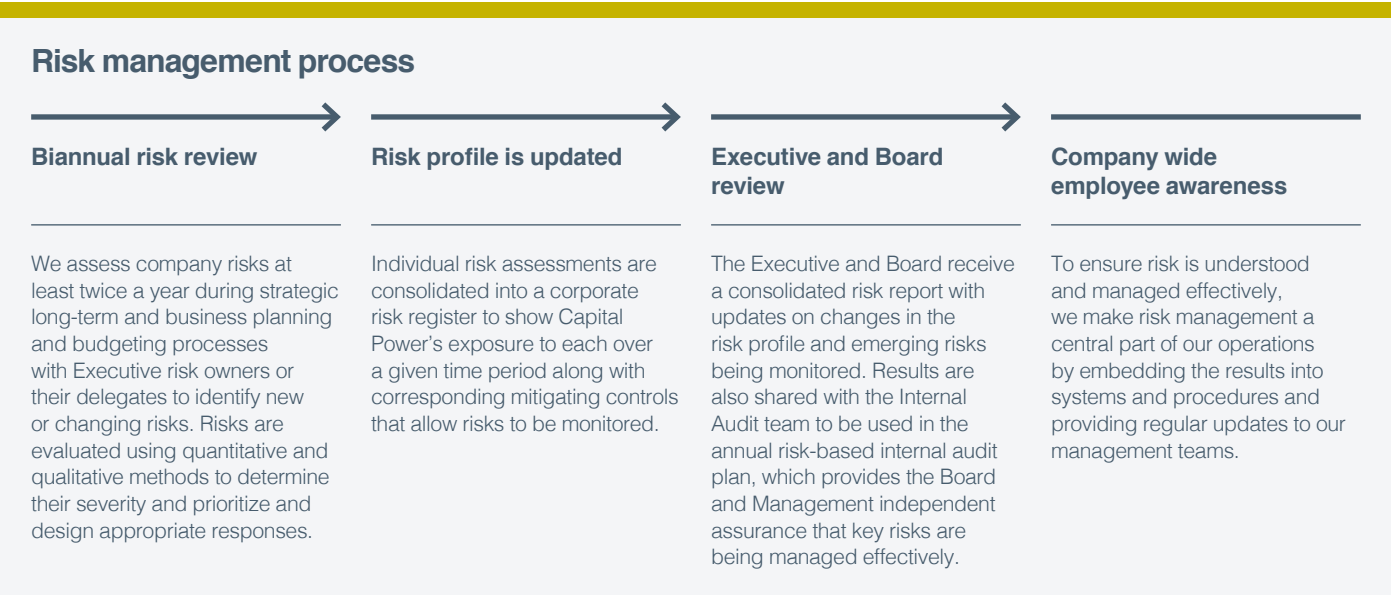 Risk management process
Biannual risk review
We assess company risks at
least twice a year during strategic
long-term and business planning
and budgeting processes
with Executive risk owners or
their delegates to identify new
or changing risks. Risks are
evaluated using quantitative and
qualitative methods to determine
their severity and prioritize and
design appropriate responses.
Risk profile is updated
Individual risk assessments are
consolidated into a corporate
risk register to show Capital
Power’s exposure to each over
a given time period along with
corresponding mitigating controls
that allow risks to be monitored.
Executive and Board
review
The Executive and Board receive
a consolidated risk report with
updates on changes in the
risk profile and emerging risks
being monitored. Results are
also shared with the Internal
Audit team to be used in the
annual risk-based internal audit
plan, which provides the Board
and Management independent
assurance that key risks are
being managed effectively.
Company wide
employee awareness
To ensure risk is understood
and managed effectively,
we make risk management a
central part of our operations
by embedding the results into
systems and procedures and
providing regular updates to our
management teams.